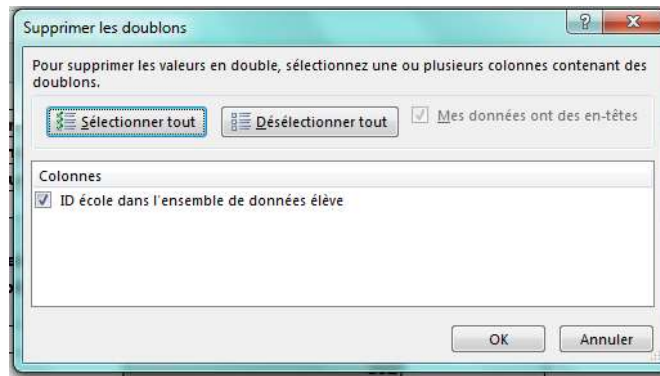 Supprimer les doublons
?
X
Pour supprimer les valeurs en double, sélectionnez une ou plusieurs colonnes contenant des
doublons.
Sélectionner tout
Désélectionner tout
Mes données ont des en-têtes
Colonnes
ID école dans l'ensemble de données élève
OK
Annuler